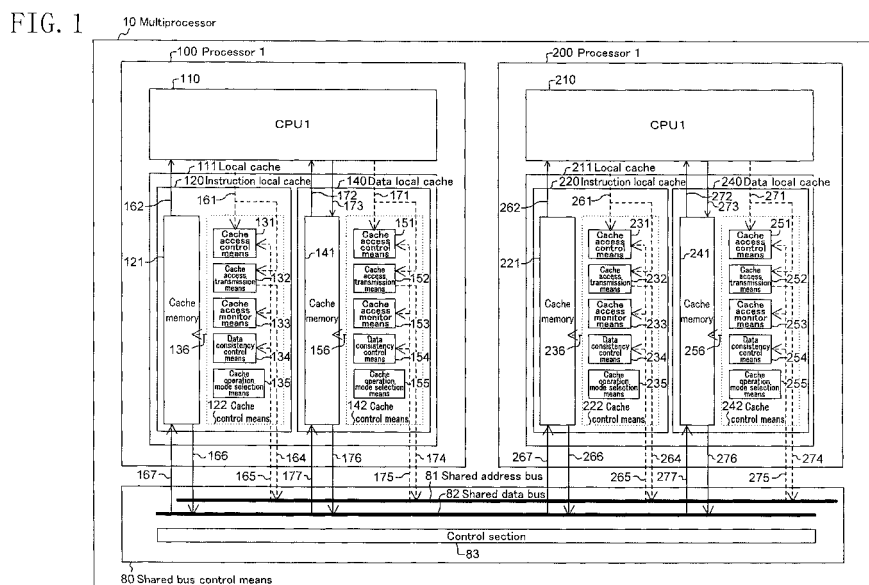 FIG. 1
10 Multiprocessor
100 Processor 1
110
CPU1
111 Local cache
120 Instruction local cache
140 Data local cache
162
161
172
173
171
121
131
Cache access control means
141
151
Cache access control means
Cache access transmission means
132
Cache access transmission means
152
Cache memory
Cache access monitor means
133
Cache memory
Cache access monitor means
153
136
Data consistency control means
134
156
Data consistency control means
154
Cache operation mode selection means
135
Cache operation mode selection means
155
122 Cache control means
142 Cache control means
167
166
165
164
177
176
175
174
200 Processor 1
210
CPU1
211 Local cache
220 Instruction local cache
240 Data local cache
262
261
272
273
271
221
231
Cache access control means
241
251
Cache access control means
Cache access transmission means
232
Cache access transmission means
252
Cache memory
Cache access monitor means
233
Cache memory
Cache access monitor means
253
236
Data consistency control means
234
256
Data consistency control means
254
Cache operation mode selection means
235
Cache operation mode selection means
255
222 Cache control means
242 Cache control means
267
266
265
264
277
276
275
274
81 Shared address bus
82 Shared data bus
Control section
83
80 Shared bus control means